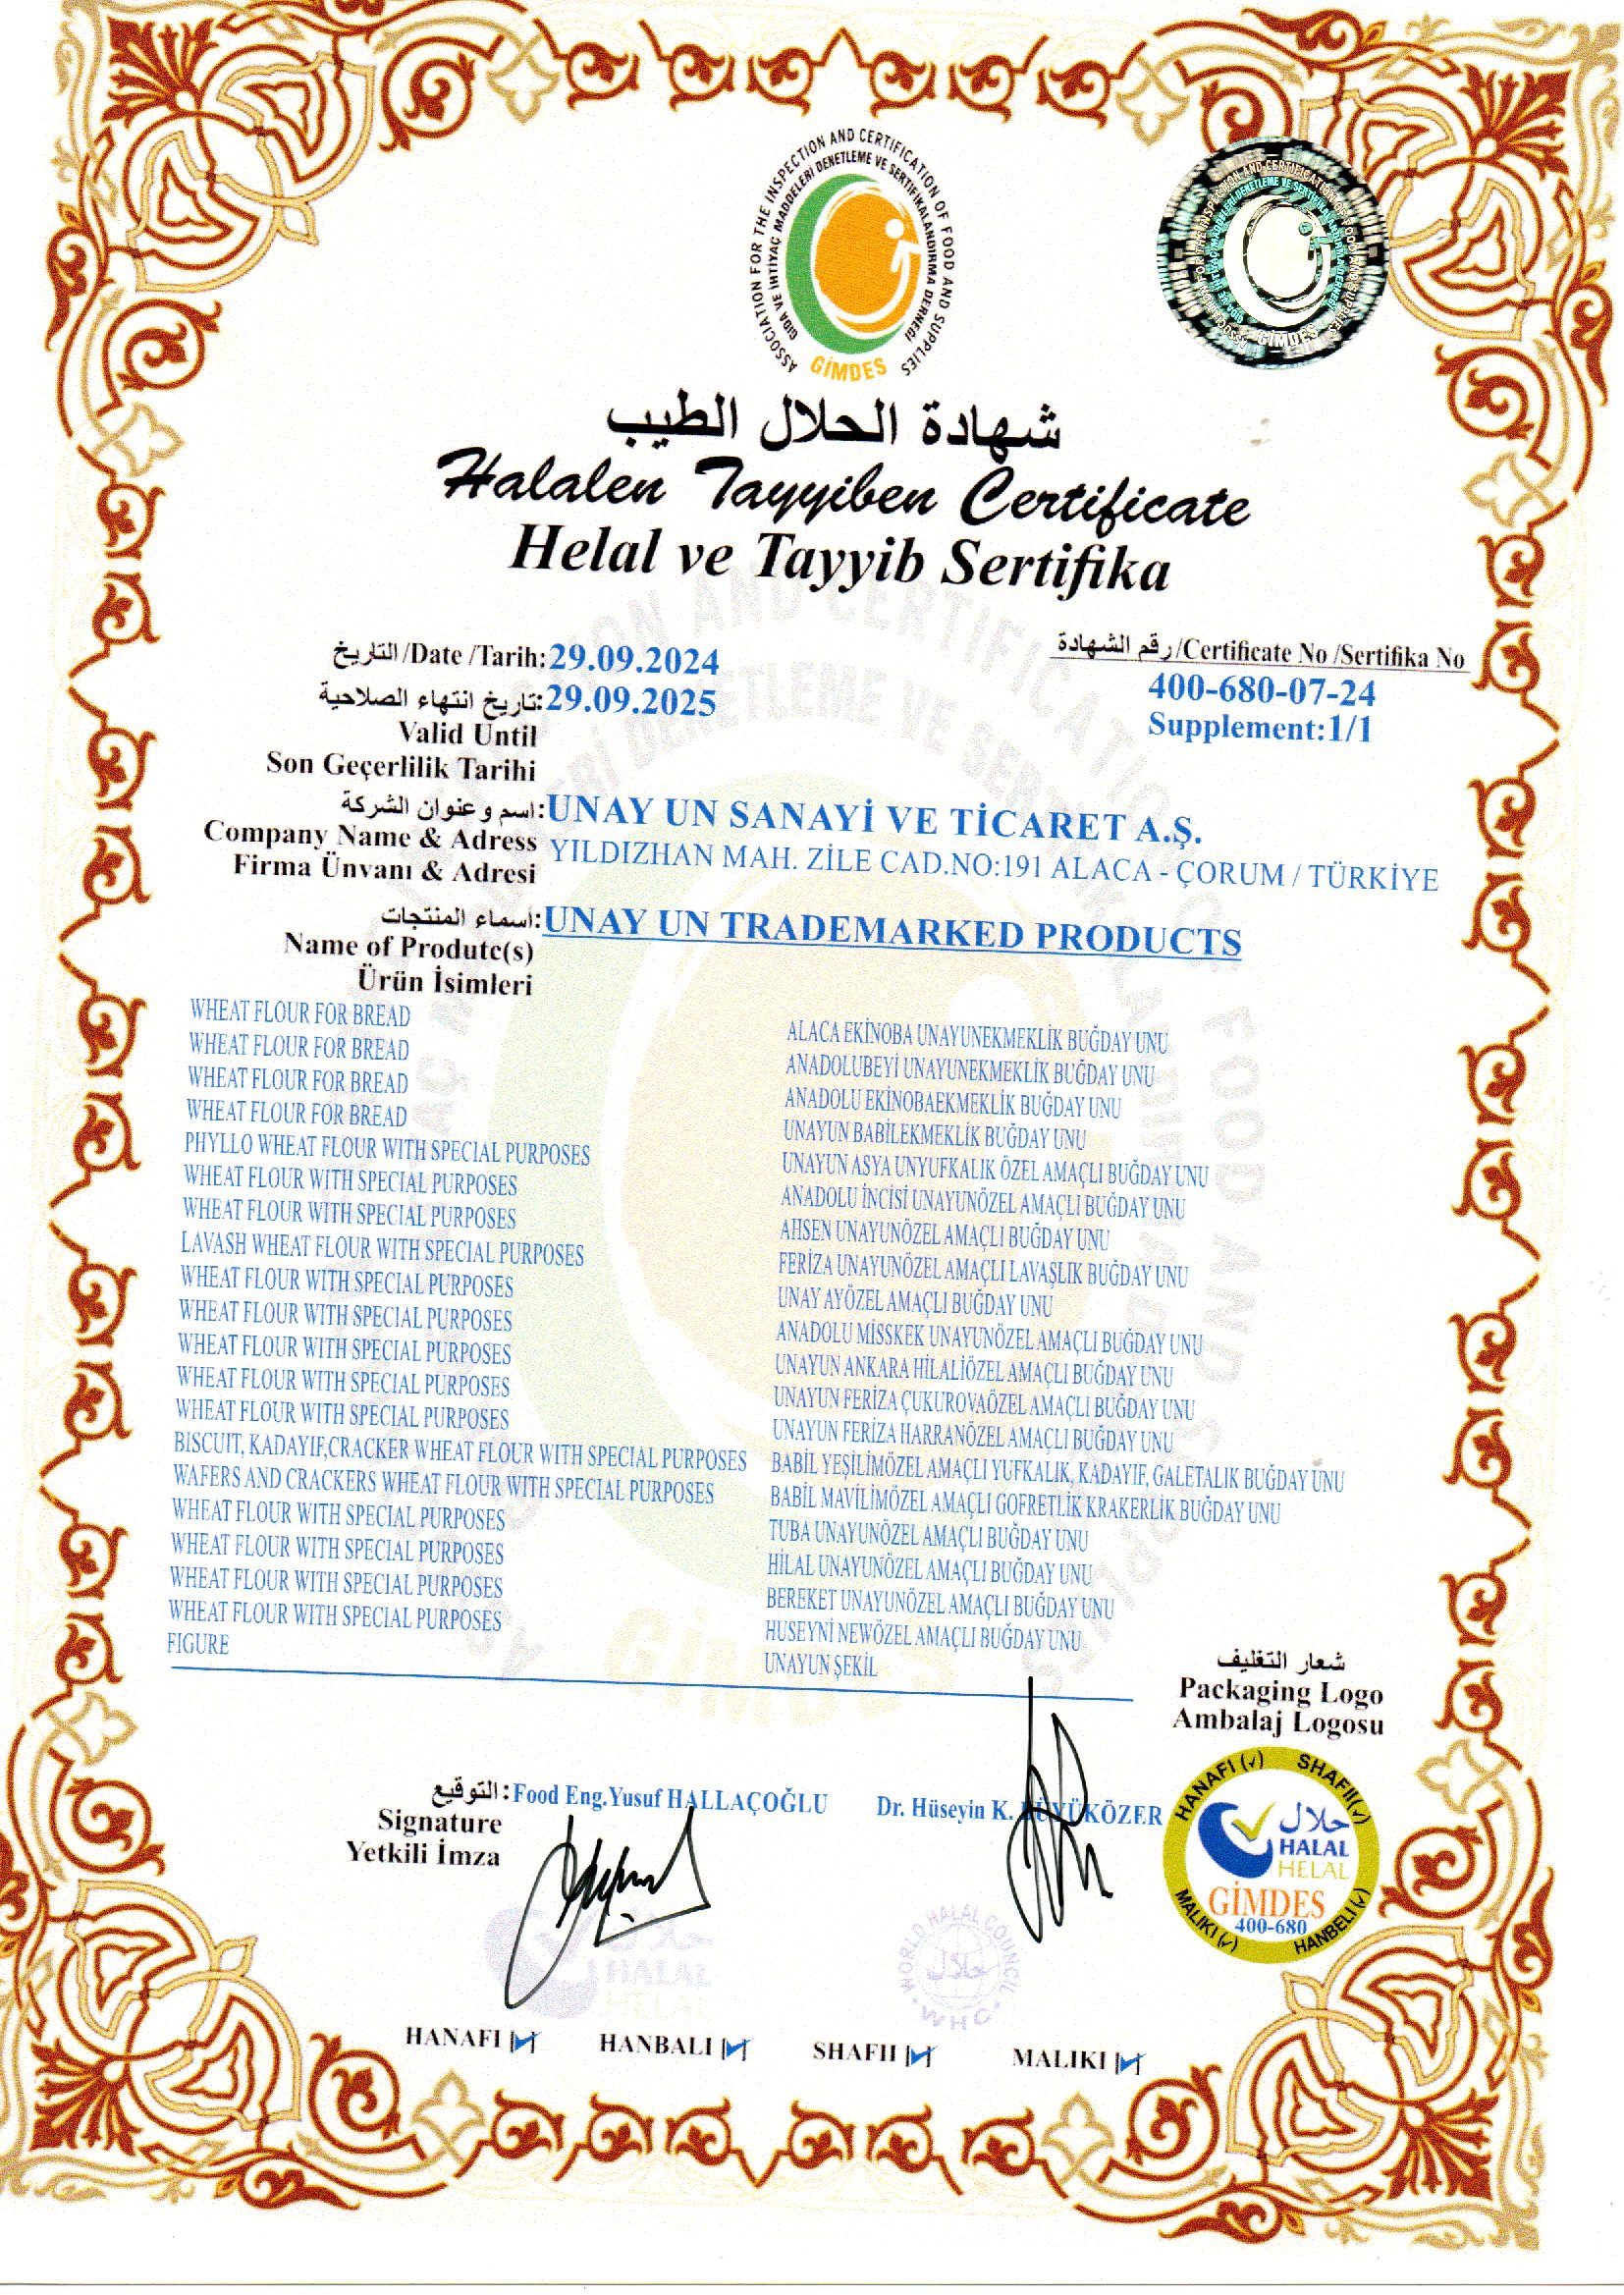 ASSOCIATION FOR THE INSPECTION AND CERTIFICATION OF FOOD AND SUPPLIES
GIDA VE İHTİYAÇ MADDELERİ DENETLEME VE SERTİFİKALANDIRMA DERNEĞİ
GİMDES
شهادة الحلال الطيب
Halalen Tayyiben Certificate
Helal ve Tayyib Sertifika
التاريخ/Date /Tarih:29.09.2024
رقم الشهادة/Certificate No /Sertifika No
400-680-07-24
Supplement:1/1
تاريخ انتهاء الصلاحية:29.09.2025
Valid Until
Son Geçerlilik Tarihi
اسم وعنوان الشركة:UNAY UN SANAYİ VE TİCARET A.Ş.
Company Name & Adress YILDIZHAN MAH. ZİLE CAD.NO:191 ALACA - ÇORUM / TÜRKİYE
Firma Ünvanı & Adresi
اسماء المنتجات:UNAY UN TRADEMARKED PRODUCTS
Name of Produtc(s)
Ürün İsimleri
WHEAT FLOUR FOR BREAD ALACA EKİNOBA UNAYUNEKMEKLİK BUĞDAY UNU
WHEAT FLOUR FOR BREAD ANADOLUBEYİ UNAYUNEKMEKLİK BUĞDAY UNU
WHEAT FLOUR FOR BREAD ANADOLU EKİNOBAEKMEKLİK BUĞDAY UNU
WHEAT FLOUR FOR BREAD UNAYUN BABİLEKMEKLİK BUĞDAY UNU
PHYLLO WHEAT FLOUR WITH SPECIAL PURPOSES UNAYUN ASYA UNYUFKALIK ÖZEL AMAÇLI BUĞDAY UNU
WHEAT FLOUR WITH SPECIAL PURPOSES ANADOLU İNCİSİ UNAYUNÖZEL AMAÇLI BUĞDAY UNU
WHEAT FLOUR WITH SPECIAL PURPOSES AHSEN UNAYUNÖZEL AMAÇLI BUĞDAY UNU
LAVASH WHEAT FLOUR WITH SPECIAL PURPOSES FERİZA UNAYUNÖZEL AMAÇLI LAVAŞLIK BUĞDAY UNU
WHEAT FLOUR WITH SPECIAL PURPOSES UNAY AYÖZEL AMAÇLI BUĞDAY UNU
WHEAT FLOUR WITH SPECIAL PURPOSES ANADOLU MİSSKEK UNAYUNÖZEL AMAÇLI BUĞDAY UNU
WHEAT FLOUR WITH SPECIAL PURPOSES UNAYUN ANKARA HİLALİÖZEL AMAÇLI BUĞDAY UNU
WHEAT FLOUR WITH SPECIAL PURPOSES UNAYUN FERİZA ÇUKUROVAÖZEL AMAÇLI BUĞDAY UNU
WHEAT FLOUR WITH SPECIAL PURPOSES UNAYUN FERİZA HARRANÖZEL AMAÇLI BUĞDAY UNU
BISCUIT, KADAYIF,CRACKER WHEAT FLOUR WITH SPECIAL PURPOSES BABİL YEŞİLİMÖZEL AMAÇLI YUFKALIK, KADAYIF, GALETALIK BUĞDAY UNU
WAFERS AND CRACKERS WHEAT FLOUR WITH SPECIAL PURPOSES BABİL MAVİLİMÖZEL AMAÇLI GOFRETLİK KRAKERLİK BUĞDAY UNU
WHEAT FLOUR WITH SPECIAL PURPOSES TUBA UNAYUNÖZEL AMAÇLI BUĞDAY UNU
WHEAT FLOUR WITH SPECIAL PURPOSES HİLAL UNAYUNÖZEL AMAÇLI BUĞDAY UNU
WHEAT FLOUR WITH SPECIAL PURPOSES BEREKET UNAYUNÖZEL AMAÇLI BUĞDAY UNU
WHEAT FLOUR WITH SPECIAL PURPOSES HUSEYNİ NEWÖZEL AMAÇLI BUĞDAY UNU
FIGURE UNAYUN ŞEKİL
شعار التغليف
Packaging Logo
Ambalaj Logosu
التوقيع: Food Eng.Yusuf HALLAÇOĞLU Dr. Hüseyin K. BÜYÜKÖZER
Signature
Yetkili İmza
HANAFI (✓) SHAFII(✓)
حلال
HALAL
HELAL
GİMDES
400-680
MALIKI (✓) HANBELI (✓)
حلال
HALAL
HELAL
WORLD HALAL COUNCIL
حلال
WHC
HANAFI HANBALI SHAFII MALIKI